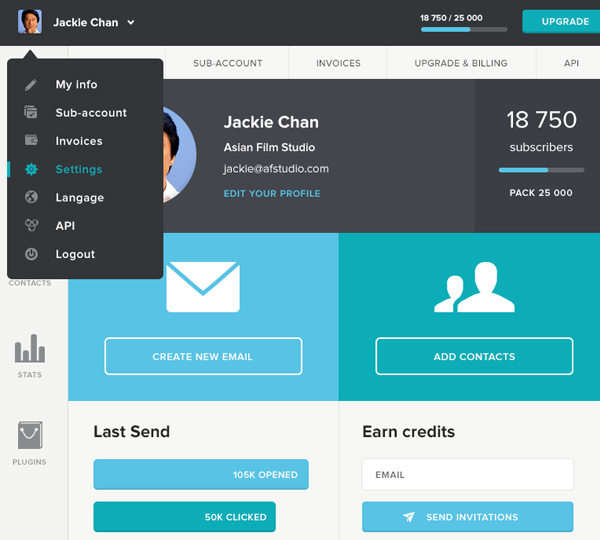 Jackie Chan
18 750 / 25 000
UPGRADE
SUB-ACCOUNT
INVOICES
UPGRADE & BILLING
API
My info
Sub-account
Invoices
Settings
Langage
API
Logout
Jackie Chan
Asian Film Studio
jackie@afstudio.com
EDIT YOUR PROFILE
18 750
subscribers
PACK 25 000
CONTACTS
STATS
PLUGINS
CREATE NEW EMAIL
ADD CONTACTS
Last Send
105K OPENED
50K CLICKED
Earn credits
EMAIL
SEND INVITATIONS